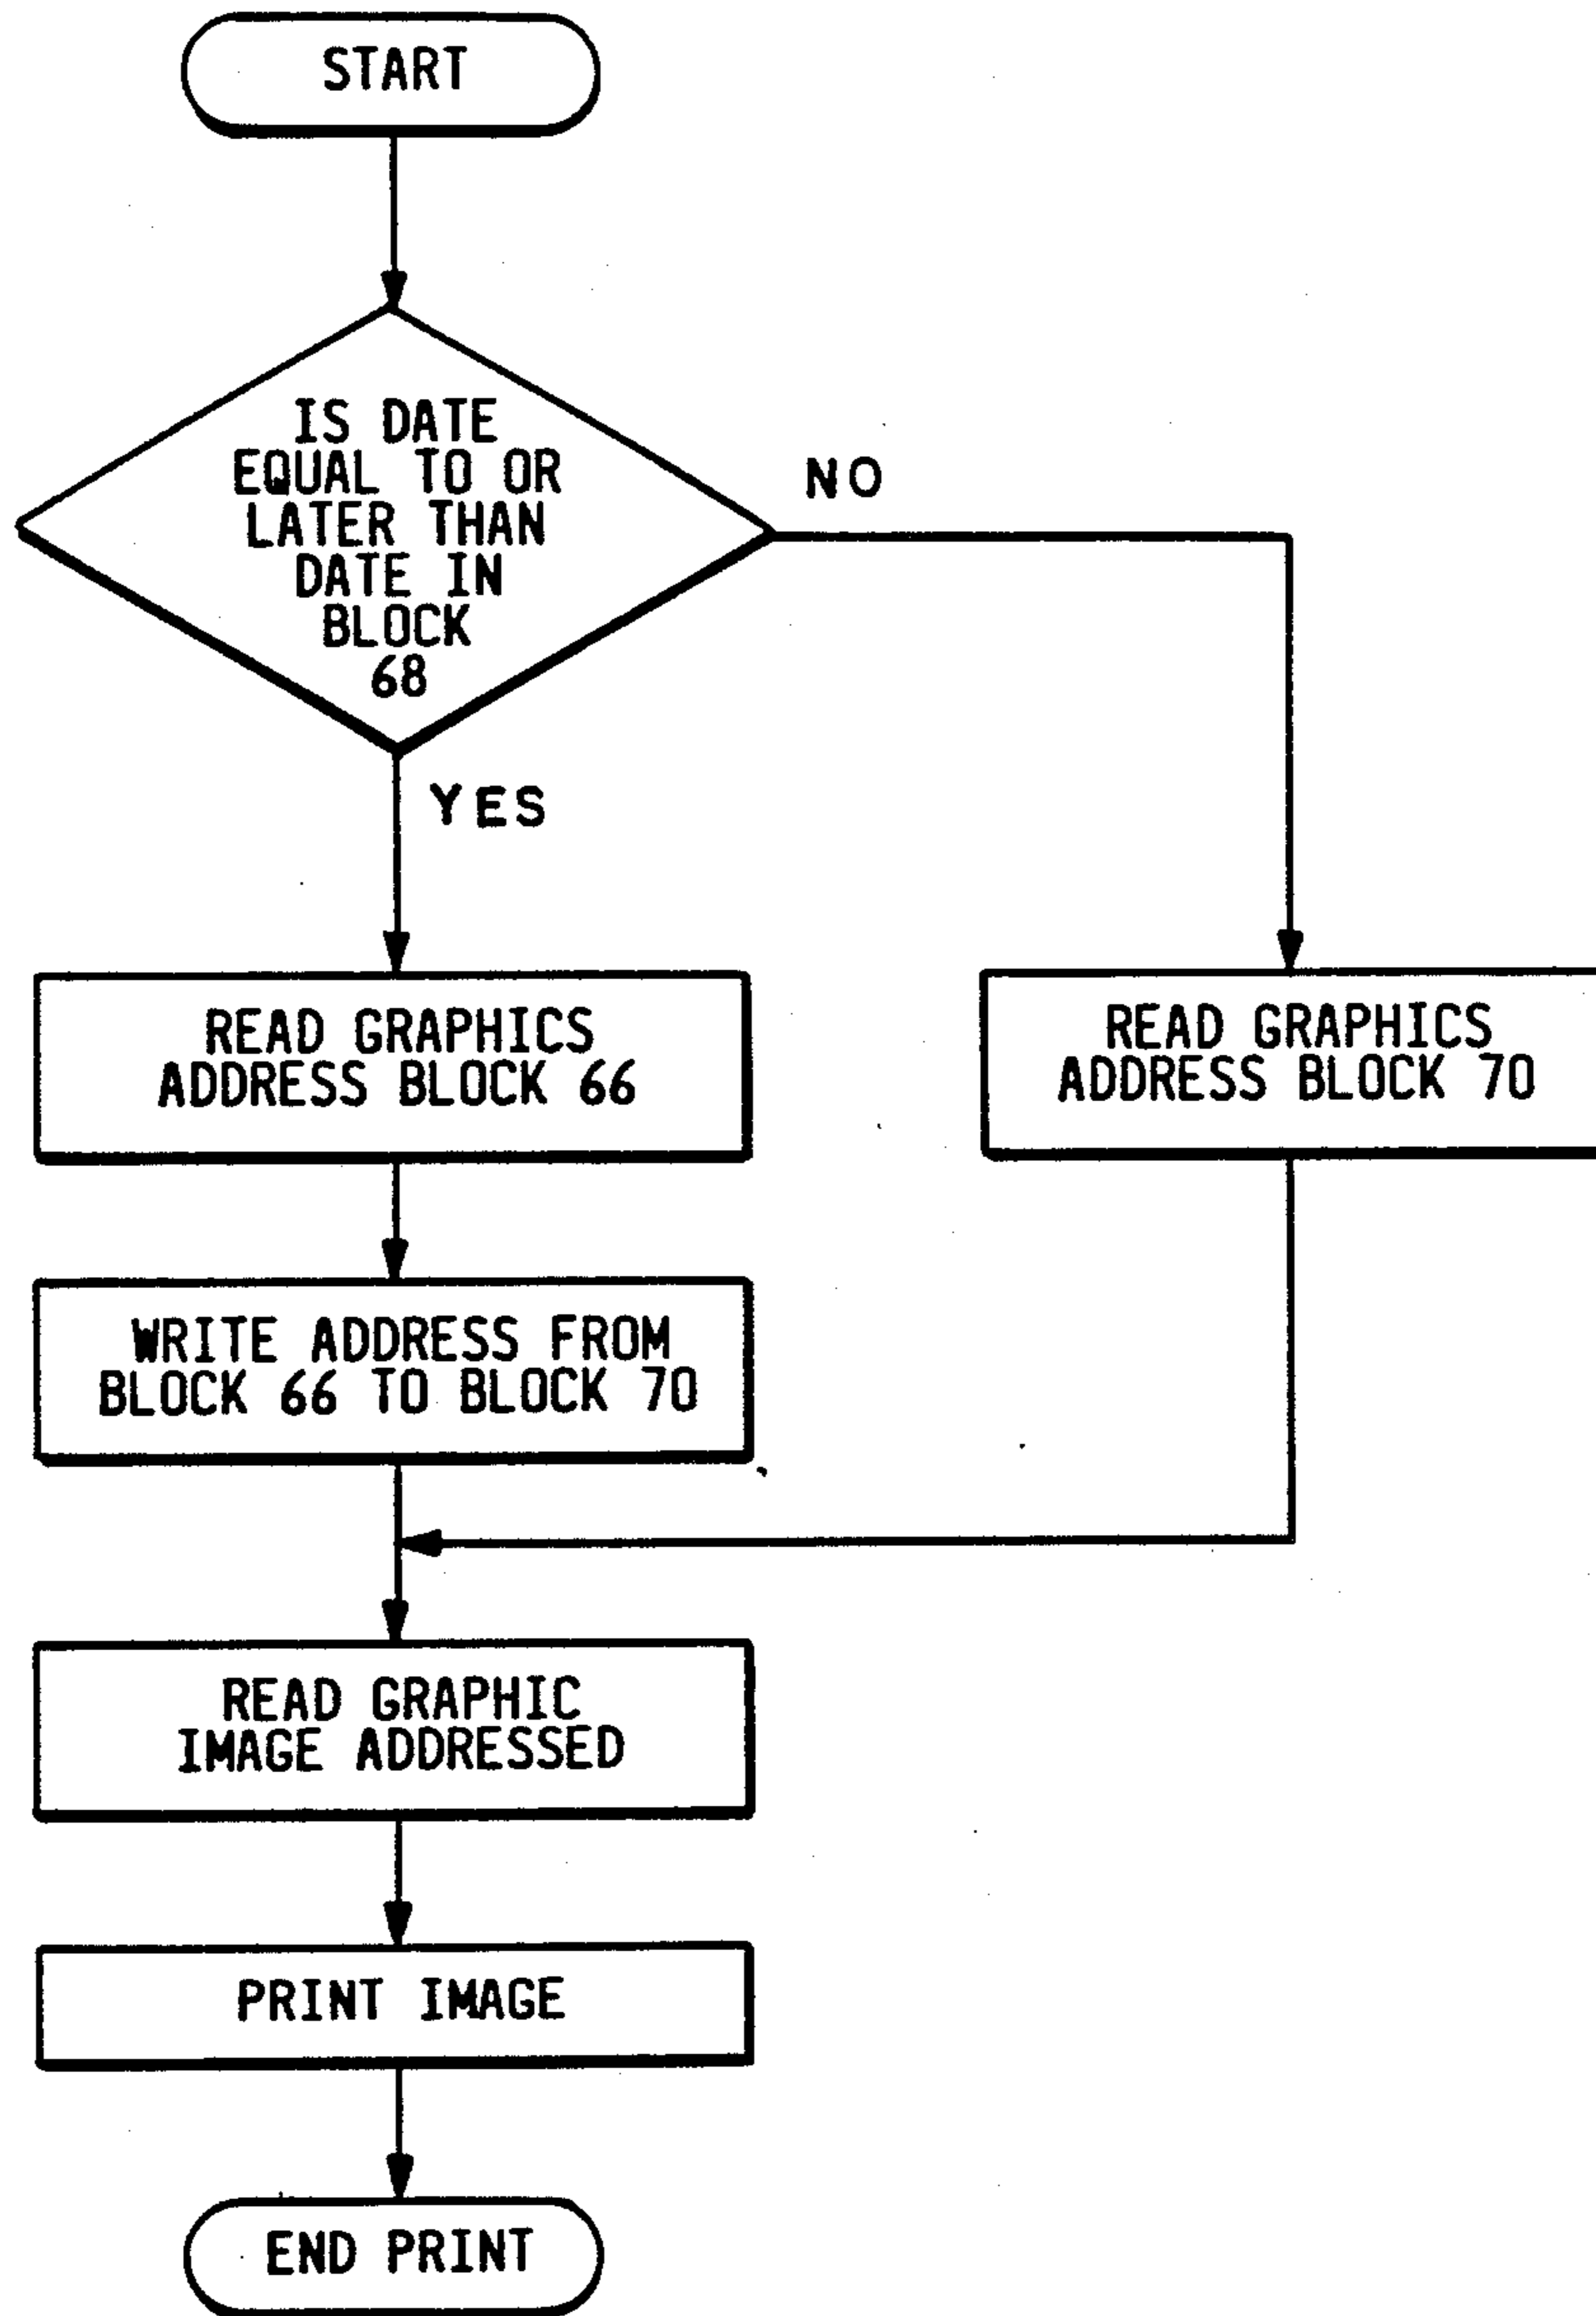 START
IS DATE
EQUAL TO OR
LATER THAN
DATE IN
BLOCK
68
NO
YES
READ GRAPHICS
ADDRESS BLOCK 66
READ GRAPHICS
ADDRESS BLOCK 70
WRITE ADDRESS FROM
BLOCK 66 TO BLOCK 70
READ GRAPHIC
IMAGE ADDRESSED
PRINT IMAGE
END PRINT